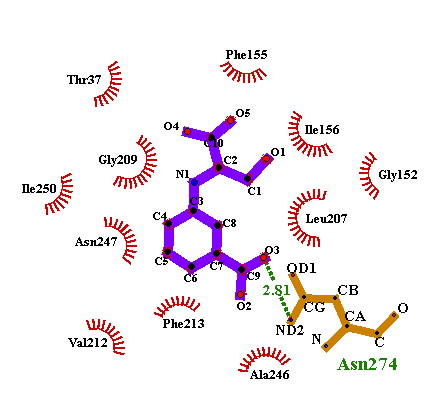 Phe155
Thr37
O5
O4
C10
Ile156
O1
Gly209
C2
N1
C1
Gly152
Ile250
C3
C4
C8
Leu207
Asn247
O3
C5
C7
C6
C9
OD1
2.81
CB
O2
CG
O
Phe213
ND2
CA
N
C
Val212
Asn274
Ala246